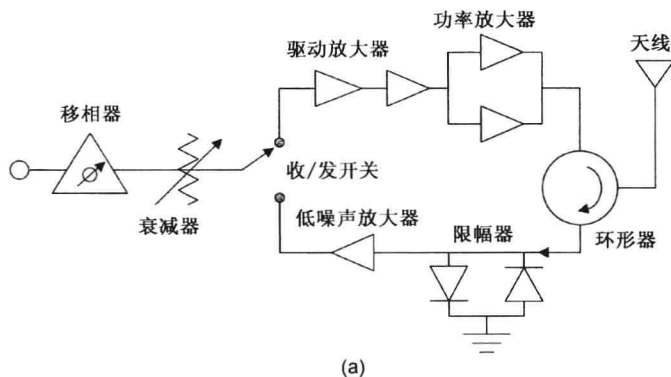 功率放大器
天线
驱动放大器
移相器
收/发开关
衰减器
低噪声放大器
限幅器
环形器
(a)